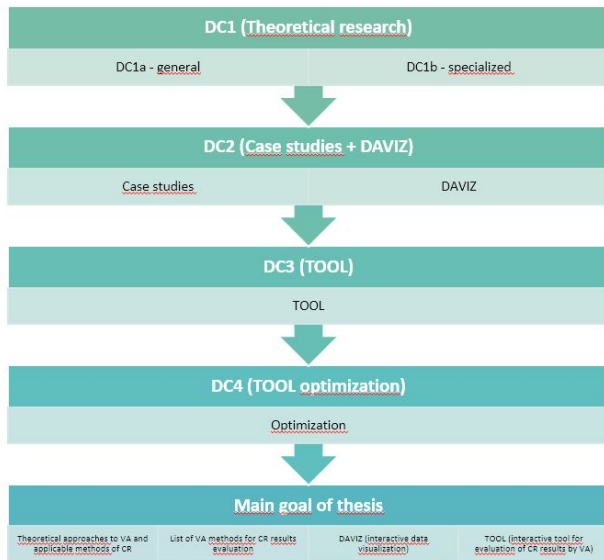 DC1 (Theoretical research)
DC1a - general
DC1b - specialized
DC2 (Case studies + DAVIZ)
Case studies
DAVIZ
DC3 (TOOL)
TOOL
DC4 (TOOL optimization)
Optimization
Main goal of thesis
Theoretical approaches to VA and
applicable methods of CR
List of VA methods for CR results
evaluation
DAVIZ (interactive data
visualization)
TOOL (interactive tool for
evaluation of CR results by VA)